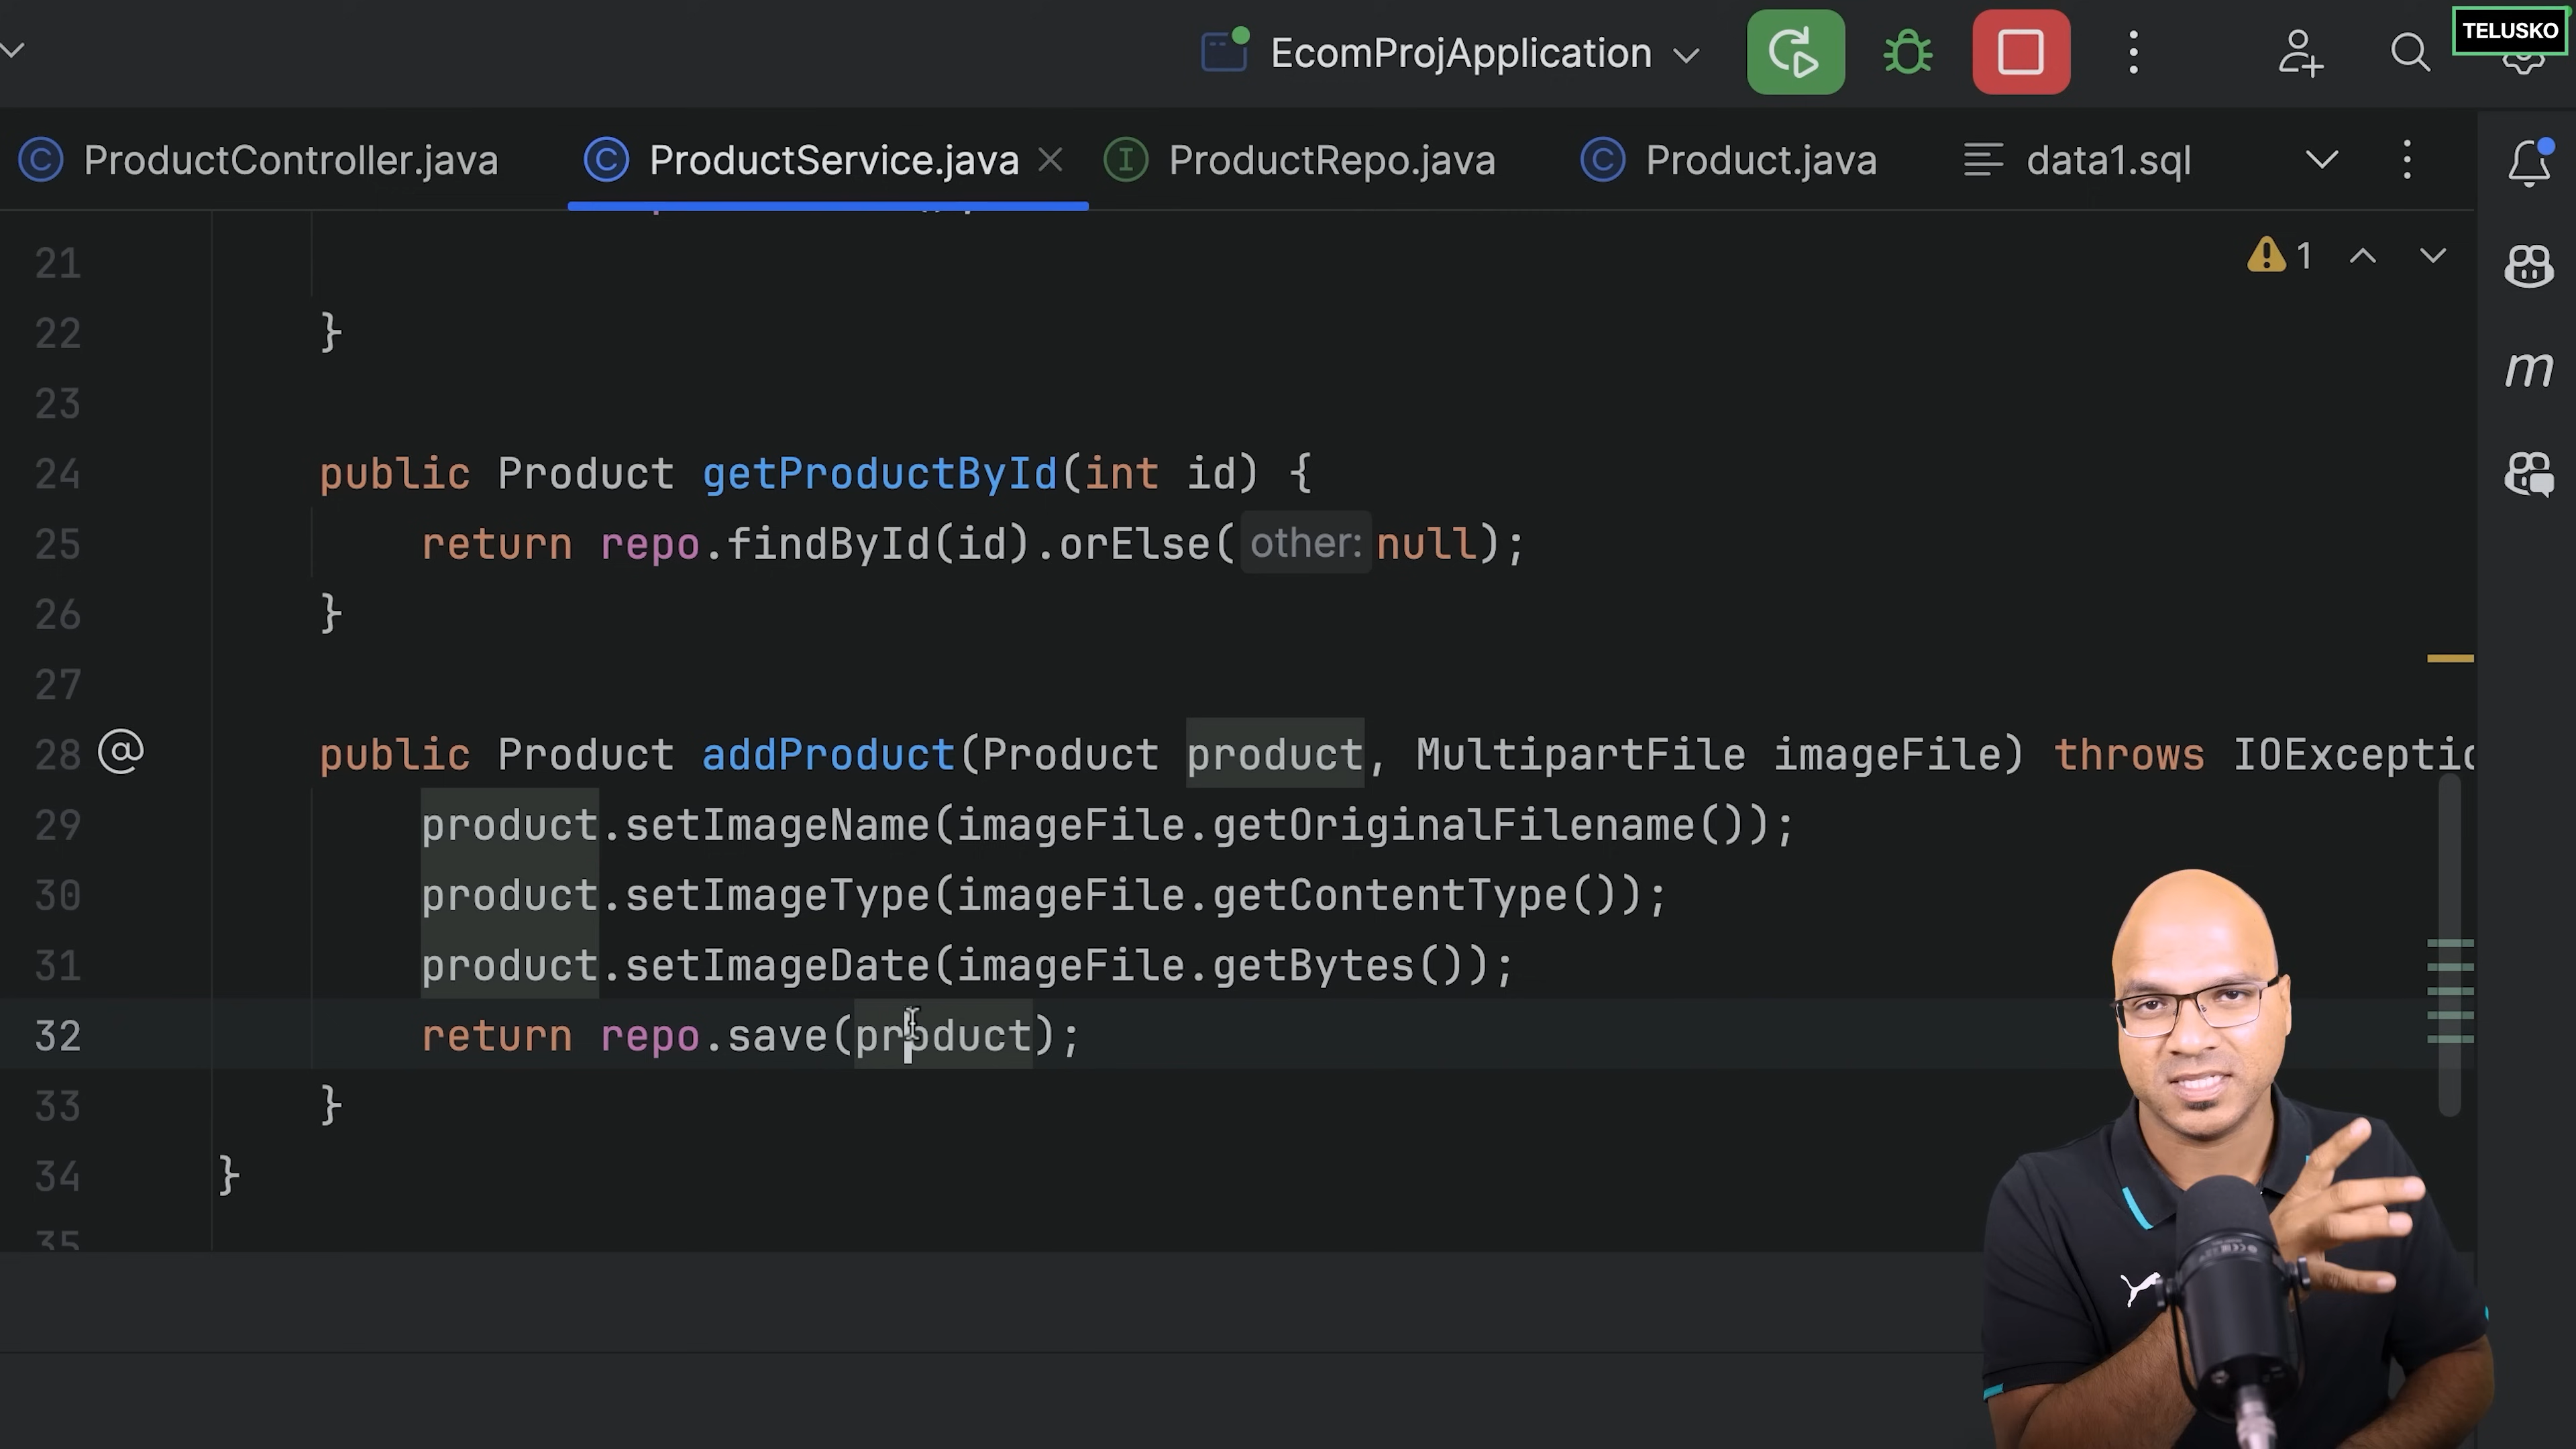 TELUSKO
EcomProjApplication
ProductController.java
ProductService.java
ProductRepo.java
Product.java
data1.sql
1
21
22 }
23
24 public Product getProductById(int id) {
25 return repo.findById(id).orElse( other: null);
26 }
27
28 @ public Product addProduct(Product product, MultipartFile imageFile) throws IOExceptio
29 product.setImageName(imageFile.getOriginalFilename());
30 product.setImageType(imageFile.getContentType());
31 product.setImageDate(imageFile.getBytes());
32 return repo.save(product);
33 }
34 }
35
m